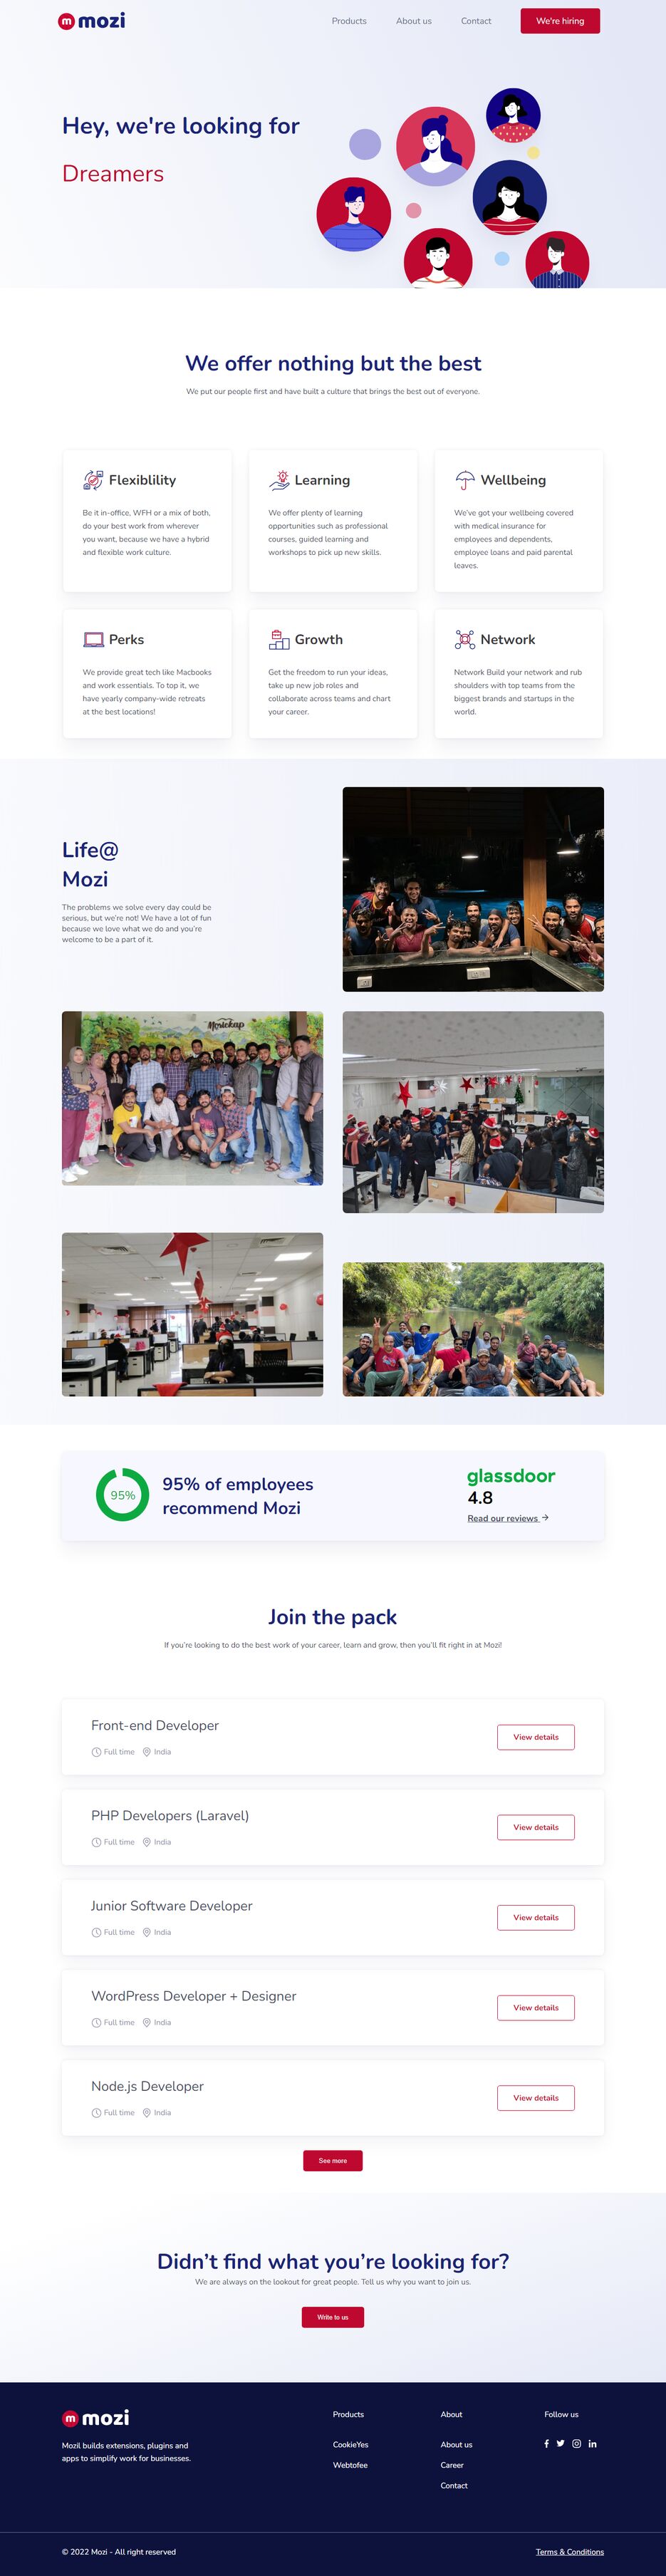 m mozi
Products
About us
Contact
We're hiring
Hey, we're looking for
Dreamers
We offer nothing but the best
We put our people first and have built a culture that brings the best out of everyone.
Flexiblility
Be it in-office, WFH or a mix of both,
do your best work from wherever
you want, because we have a hybrid
and flexible work culture.
Learning
We offer plenty of learning
opportunities such as professional
courses, guided learning and
workshops to pick up new skills.
Wellbeing
We've got your wellbeing covered
with medical insurance for
employees and dependents,
employee loans and paid parental
leaves.
Perks
We provide great tech like Macbooks
and work essentials. To top it, we
have yearly company-wide retreats
at the best locations!
Growth
Get the freedom to run your ideas,
take up new job roles and
collaborate across teams and chart
your career.
Network
Network Build your network and rub
shoulders with top teams from the
biggest brands and startups in the
world.
Life@
Mozi
The problems we solve every day could be
serious, but we're not! We have a lot of fun
because we love what we do and you're
welcome to be a part of it.
95%
95% of employees
recommend Mozi
glassdoor
4.8
Read our reviews →
Join the pack
If you're looking to do the best work of your career, learn and grow, then you'll fit right in at Mozi!
Front-end Developer
Full time India
View details
PHP Developers (Laravel)
Full time India
View details
Junior Software Developer
Full time India
View details
WordPress Developer + Designer
Full time India
View details
Node.js Developer
Full time India
View details
See more
Didn't find what you're looking for?
We are always on the lookout for great people. Tell us why you want to join us.
Write to us
m mozi
Mozil builds extensions, plugins and
apps to simplify work for businesses.
Products
CookieYes
Webtofee
About
About us
Career
Contact
Follow us
© 2022 Mozi - All right reserved
Terms & Conditions